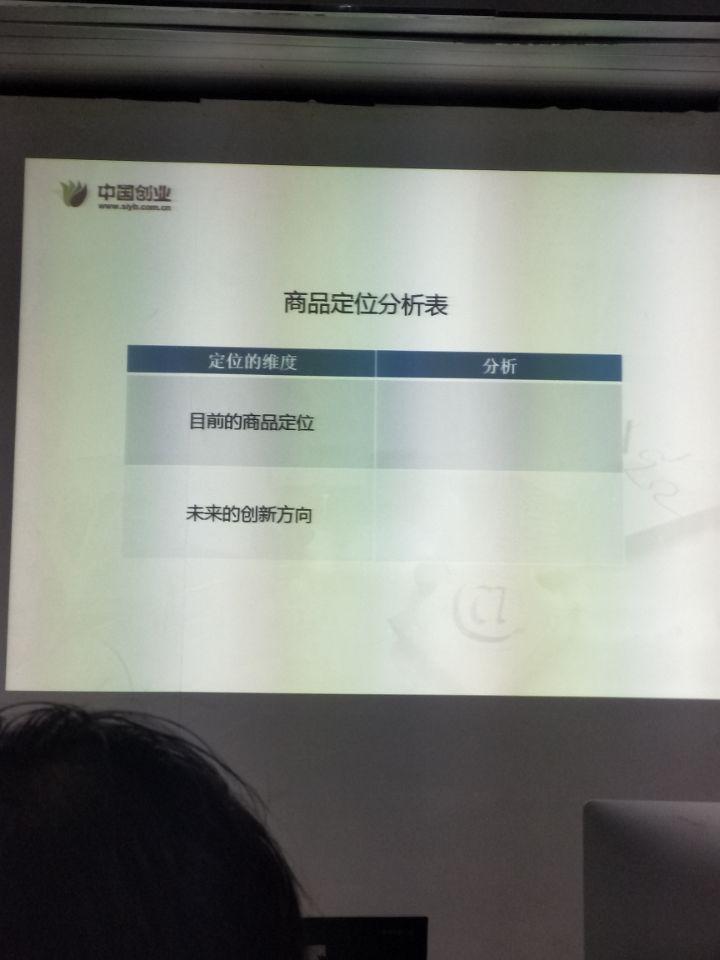 中国创业
www.siyb.com.cn
商品定位分析表
定位的维度 分析
目前的商品定位
未来的创新方向